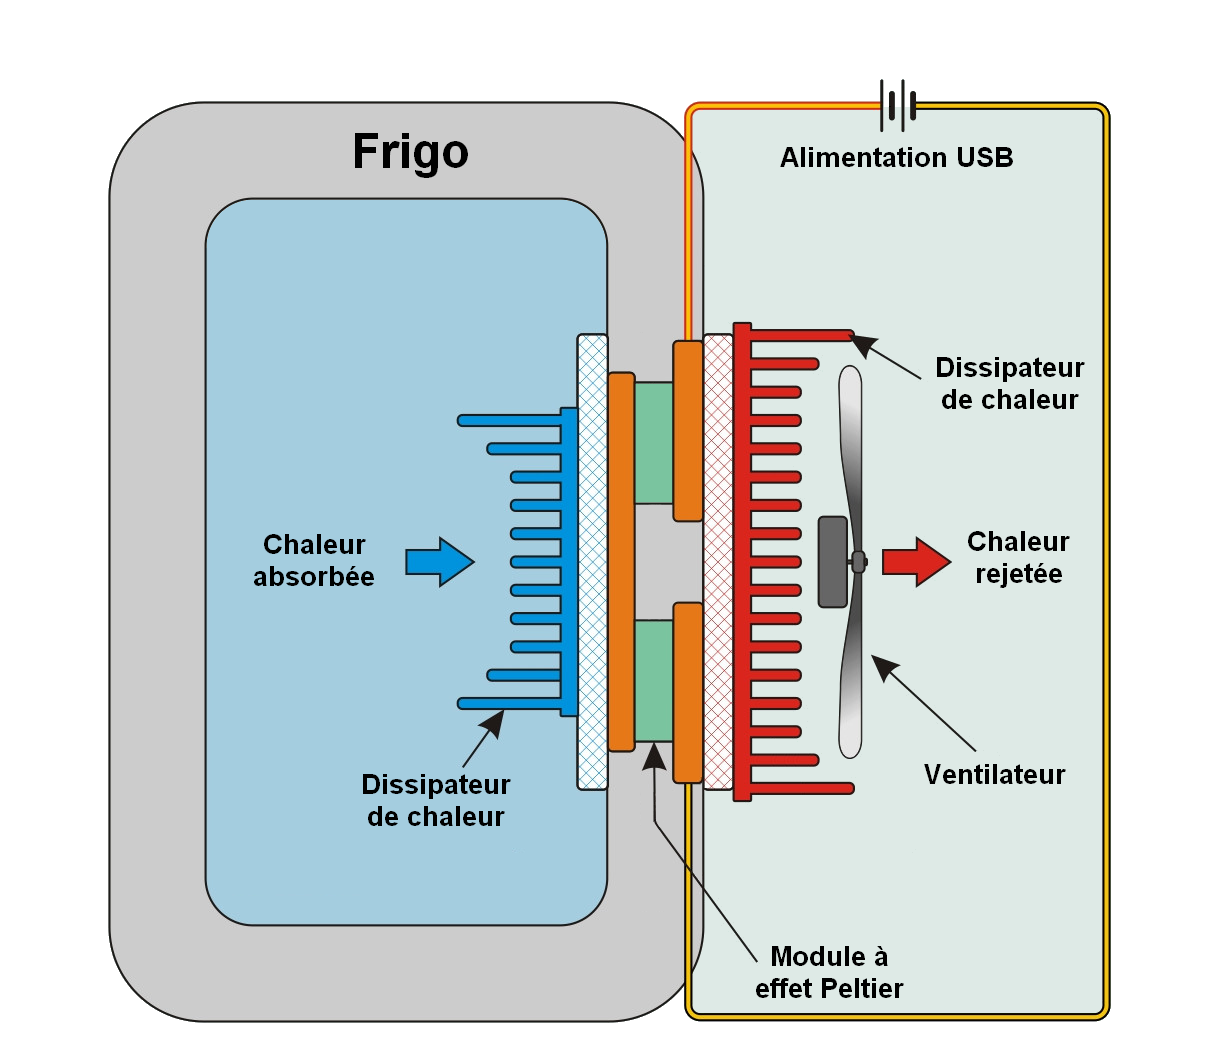 Frigo
Alimentation USB
Dissipateur
de chaleur
Chaleur
absorbée
Chaleur
rejetée
Dissipateur
de chaleur
Ventilateur
Module à
effet Peltier